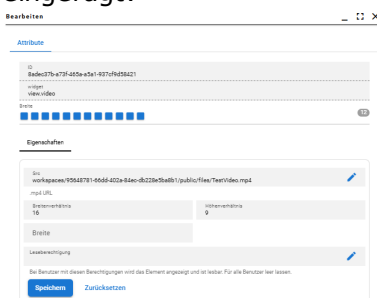 eingefügt.
Bearbeiten
Attribute
ID
8adec37b-a73f-465a-a5a1-937cf9d58421
widget
view.video
Breite
12
Eigenschaften
Src
workspaces/95648781-66dd-402a-84ec-db228e5ba8b1/public/files/TestVideo.mp4
.mp4 URL
Breitenverhältnis
16
Höhenverhältnis
9
Breite
Leseberechtigung
Bei Benutzer mit diesen Berechtigungen wird das Element angezeigt und ist lesbar. Für alle Benutzer leer lassen.
Speichern Zurücksetzen